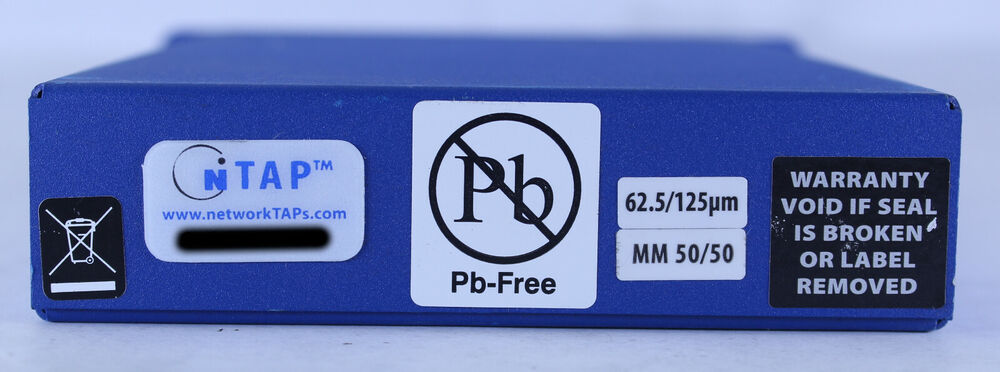 nTAP™
www.networkTAPs.com
Pb
Pb-Free
62.5/125µm
MM 50/50
WARRANTY
VOID IF SEAL
IS BROKEN
OR LABEL
REMOVED